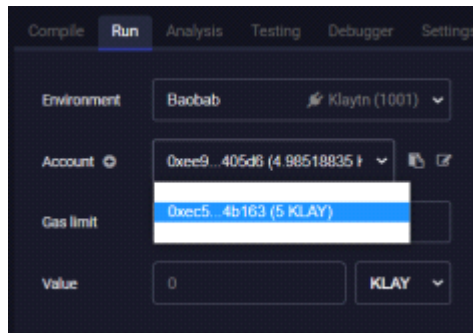 Compile Run Analysis Testing Debugger Settings
Environment Baobab Klaytn (1001)
Account 0xee9...405d6 (4.98518835 K
0xec5...4b163 (5 KLAY)
Gas limit
Value 0 KLAY